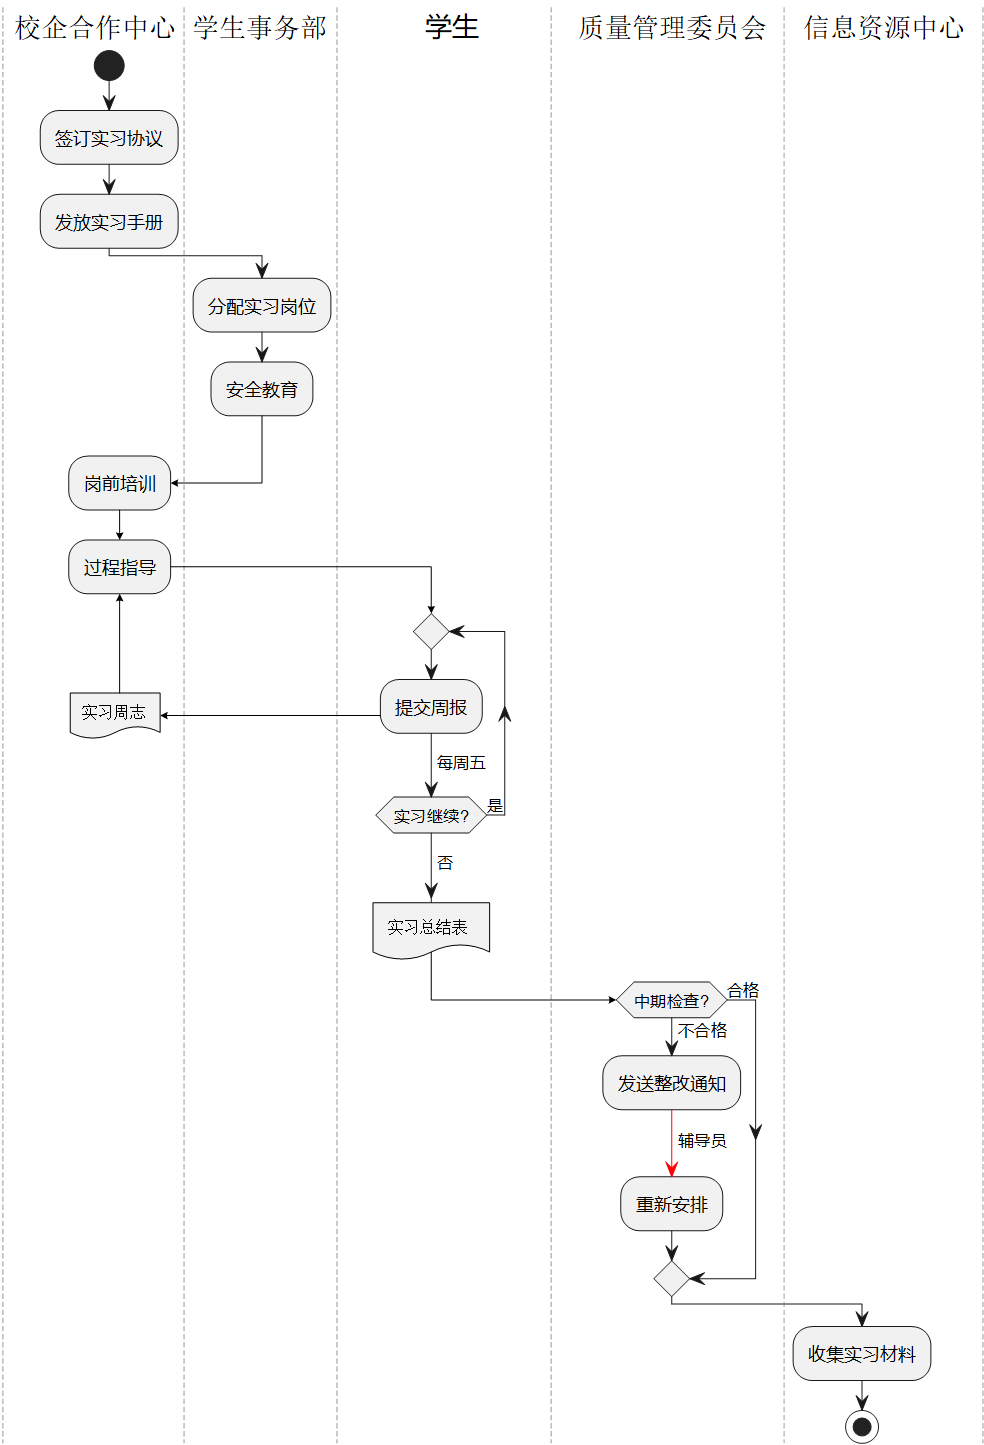 校企合作中心
学生事务部
学生
质量管理委员会
信息资源中心
签订实习协议
发放实习手册
分配实习岗位
安全教育
岗前培训
过程指导
实习周志
提交周报
每周五
实习继续?
是
否
实习总结表
中期检查?
合格
不合格
发送整改通知
辅导员
重新安排
收集实习材料